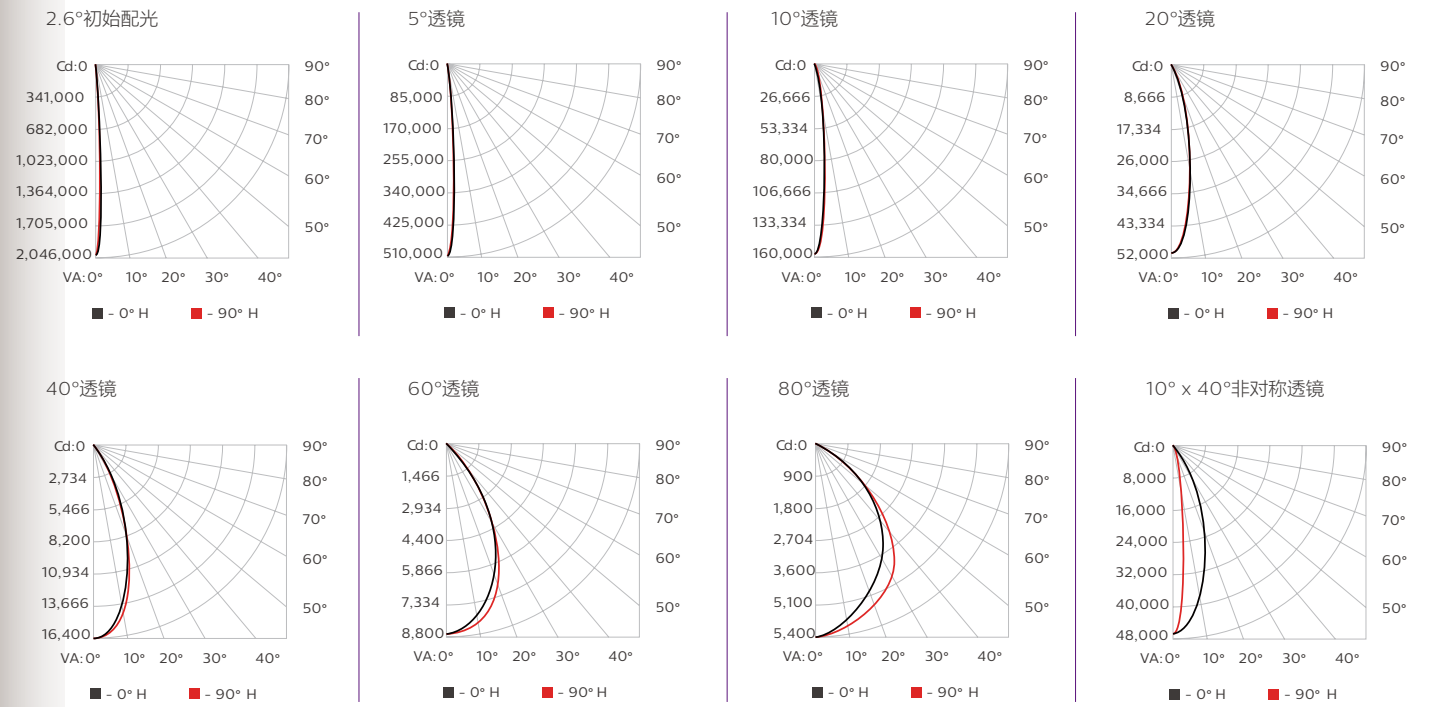 2.6°初始配光
Cd:0
341,000
682,000
1,023,000
1,364,000
1,705,000
2,046,000
90°
80°
70°
60°
50°
VA:0° 10° 20° 30° 40°
- 0° H - 90° H
5°透镜
Cd:0
85,000
170,000
255,000
340,000
425,000
510,000
90°
80°
70°
60°
50°
VA:0° 10° 20° 30° 40°
- 0° H - 90° H
10°透镜
Cd:0
26,666
53,334
80,000
106,666
133,334
160,000
90°
80°
70°
60°
50°
VA:0° 10° 20° 30° 40°
- 0° H - 90° H
20°透镜
Cd:0
8,666
17,334
26,000
34,666
43,334
52,000
90°
80°
70°
60°
50°
VA:0° 10° 20° 30° 40°
- 0° H - 90° H
40°透镜
Cd:0
2,734
5,466
8,200
10,934
13,666
16,400
90°
80°
70°
60°
50°
VA:0° 10° 20° 30° 40°
- 0° H - 90° H
60°透镜
Cd:0
1,466
2,934
4,400
5,866
7,334
8,800
90°
80°
70°
60°
50°
VA:0° 10° 20° 30° 40°
- 0° H - 90° H
80°透镜
Cd:0
900
1,800
2,704
3,600
5,100
5,400
90°
80°
70°
60°
50°
VA:0° 10° 20° 30° 40°
- 0° H - 90° H
10° x 40°非对称透镜
Cd:0
8,000
16,000
24,000
32,000
40,000
48,000
90°
80°
70°
60°
50°
VA:0° 10° 20° 30° 40°
- 0° H - 90° H